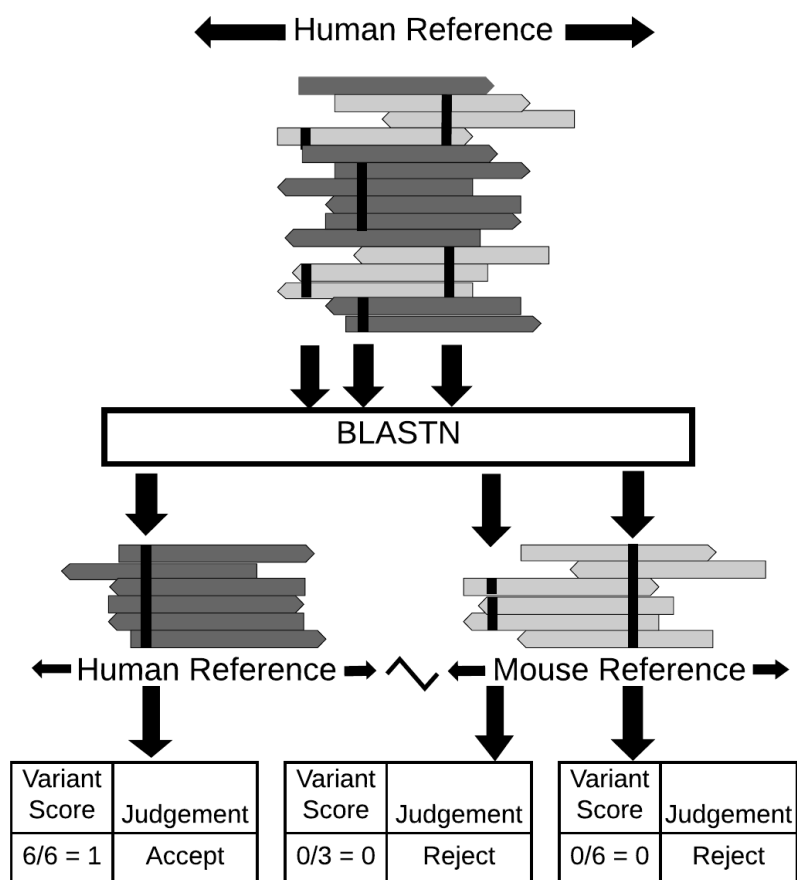 Human Reference
BLASTN
Human Reference
Mouse Reference
Variant
Score
Judgement
6/6 = 1
Accept
Variant
Score
Judgement
0/3 = 0
Reject
Variant
Score
Judgement
0/6 = 0
Reject